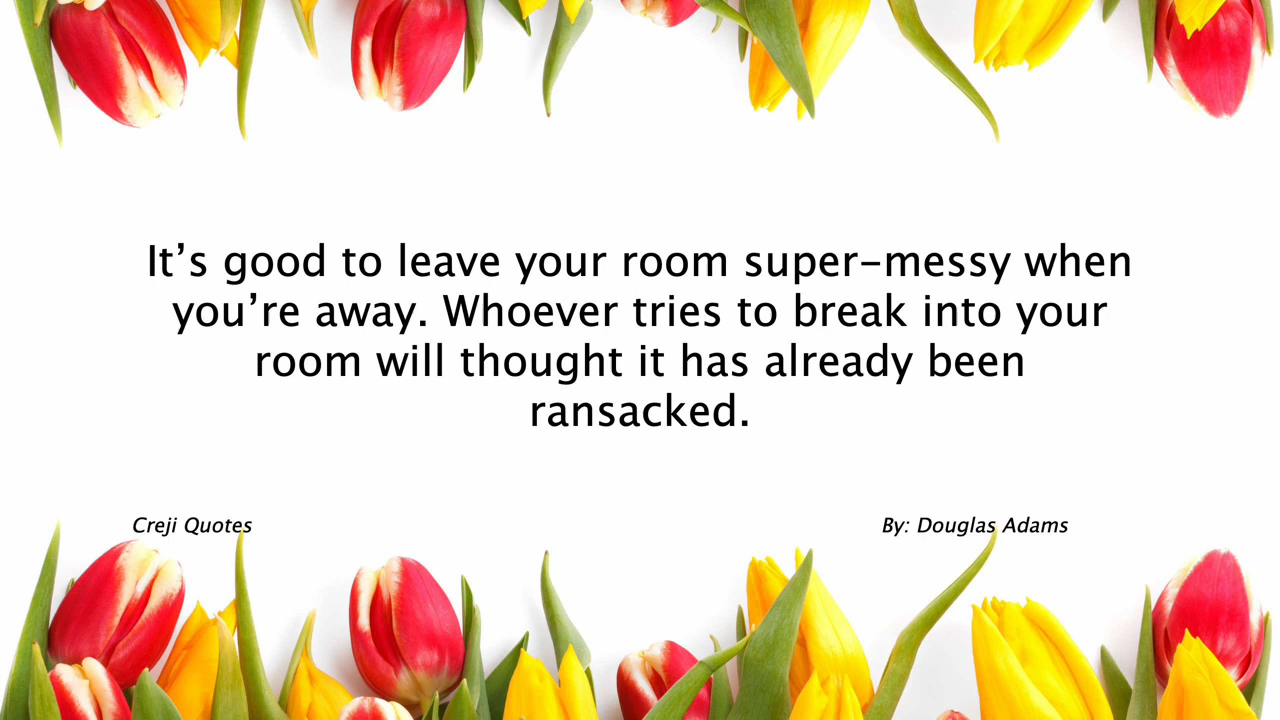 It’s good to leave your room super-messy when
you’re away. Whoever tries to break into your
room will thought it has already been
ransacked.
Creji Quotes
By: Douglas Adams